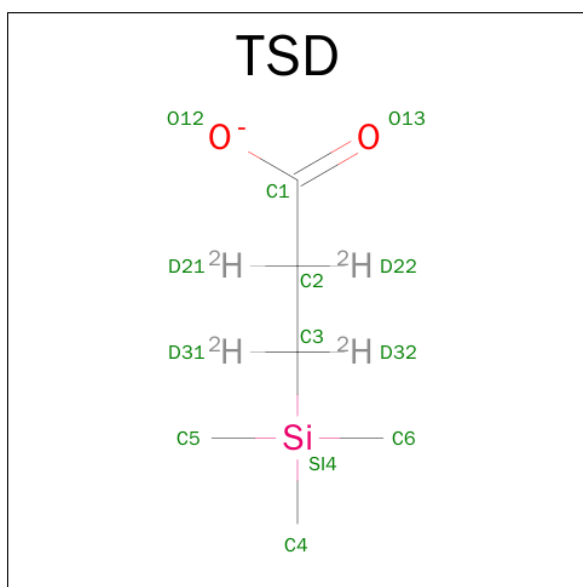 TSD
O12 O⁻ O O13
C1
D21 ²H ²H D22
C2
C3
D31 ²H ²H D32
C5 Si C6
SI4
C4